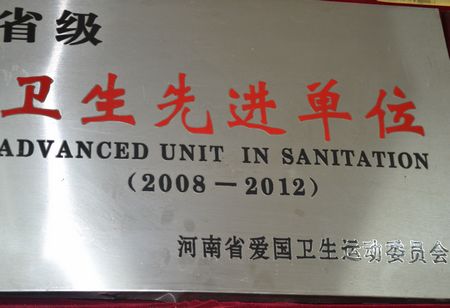 省级
卫生先进单位
ADVANCED UNIT IN SANITATION
(2008－2012)
河南省爱国卫生运动委员会